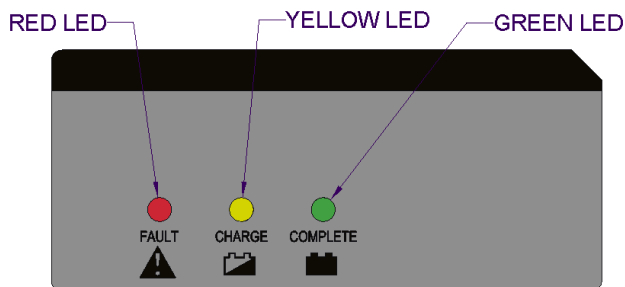 RED LED
YELLOW LED
GREEN LED
FAULT
CHARGE
COMPLETE